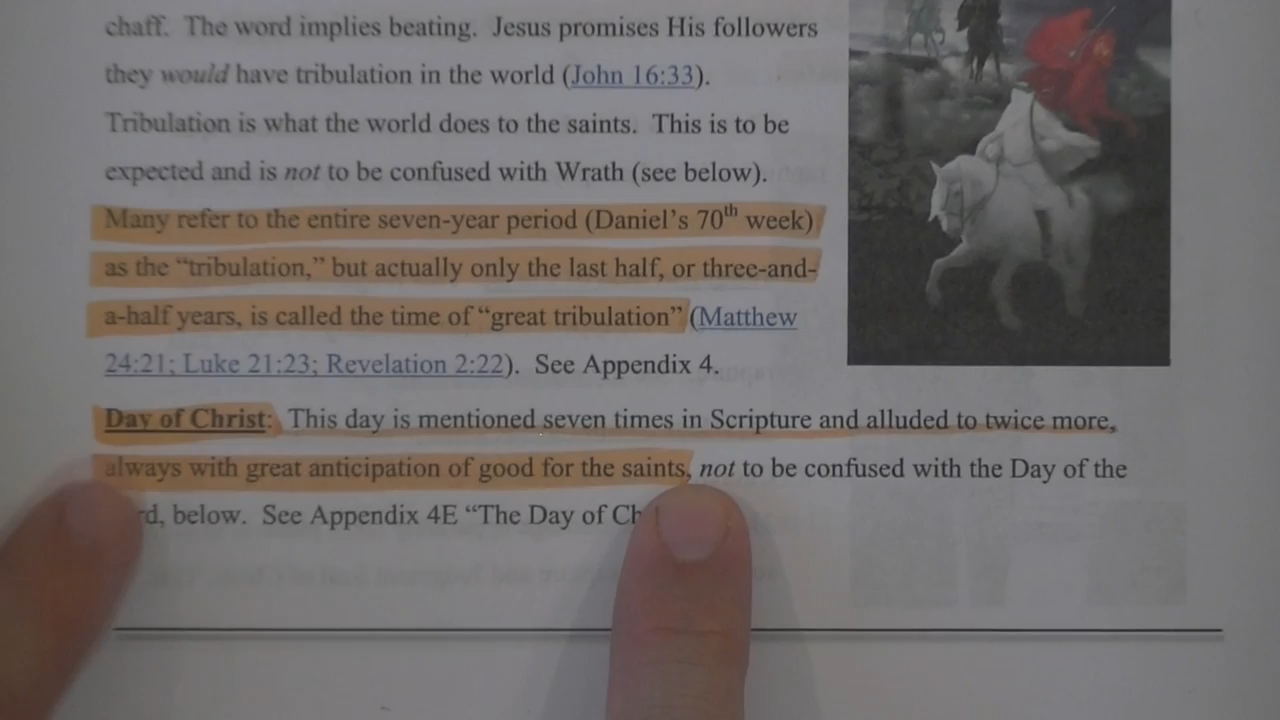 chaff. The word implies beating. Jesus promises His followers
they would have tribulation in the world (John 16:33).
Tribulation is what the world does to the saints. This is to be
expected and is not to be confused with Wrath (see below).
Many refer to the entire seven-year period (Daniel's 70th week)
as the “tribulation,” but actually only the last half, or three-and-
a-half years, is called the time of “great tribulation” (Matthew
24:21; Luke 21:23; Revelation 2:22). See Appendix 4.
Day of Christ: This day is mentioned seven times in Scripture and alluded to twice more,
always with great anticipation of good for the saints, not to be confused with the Day of the
below. See Appendix 4E “The Day of